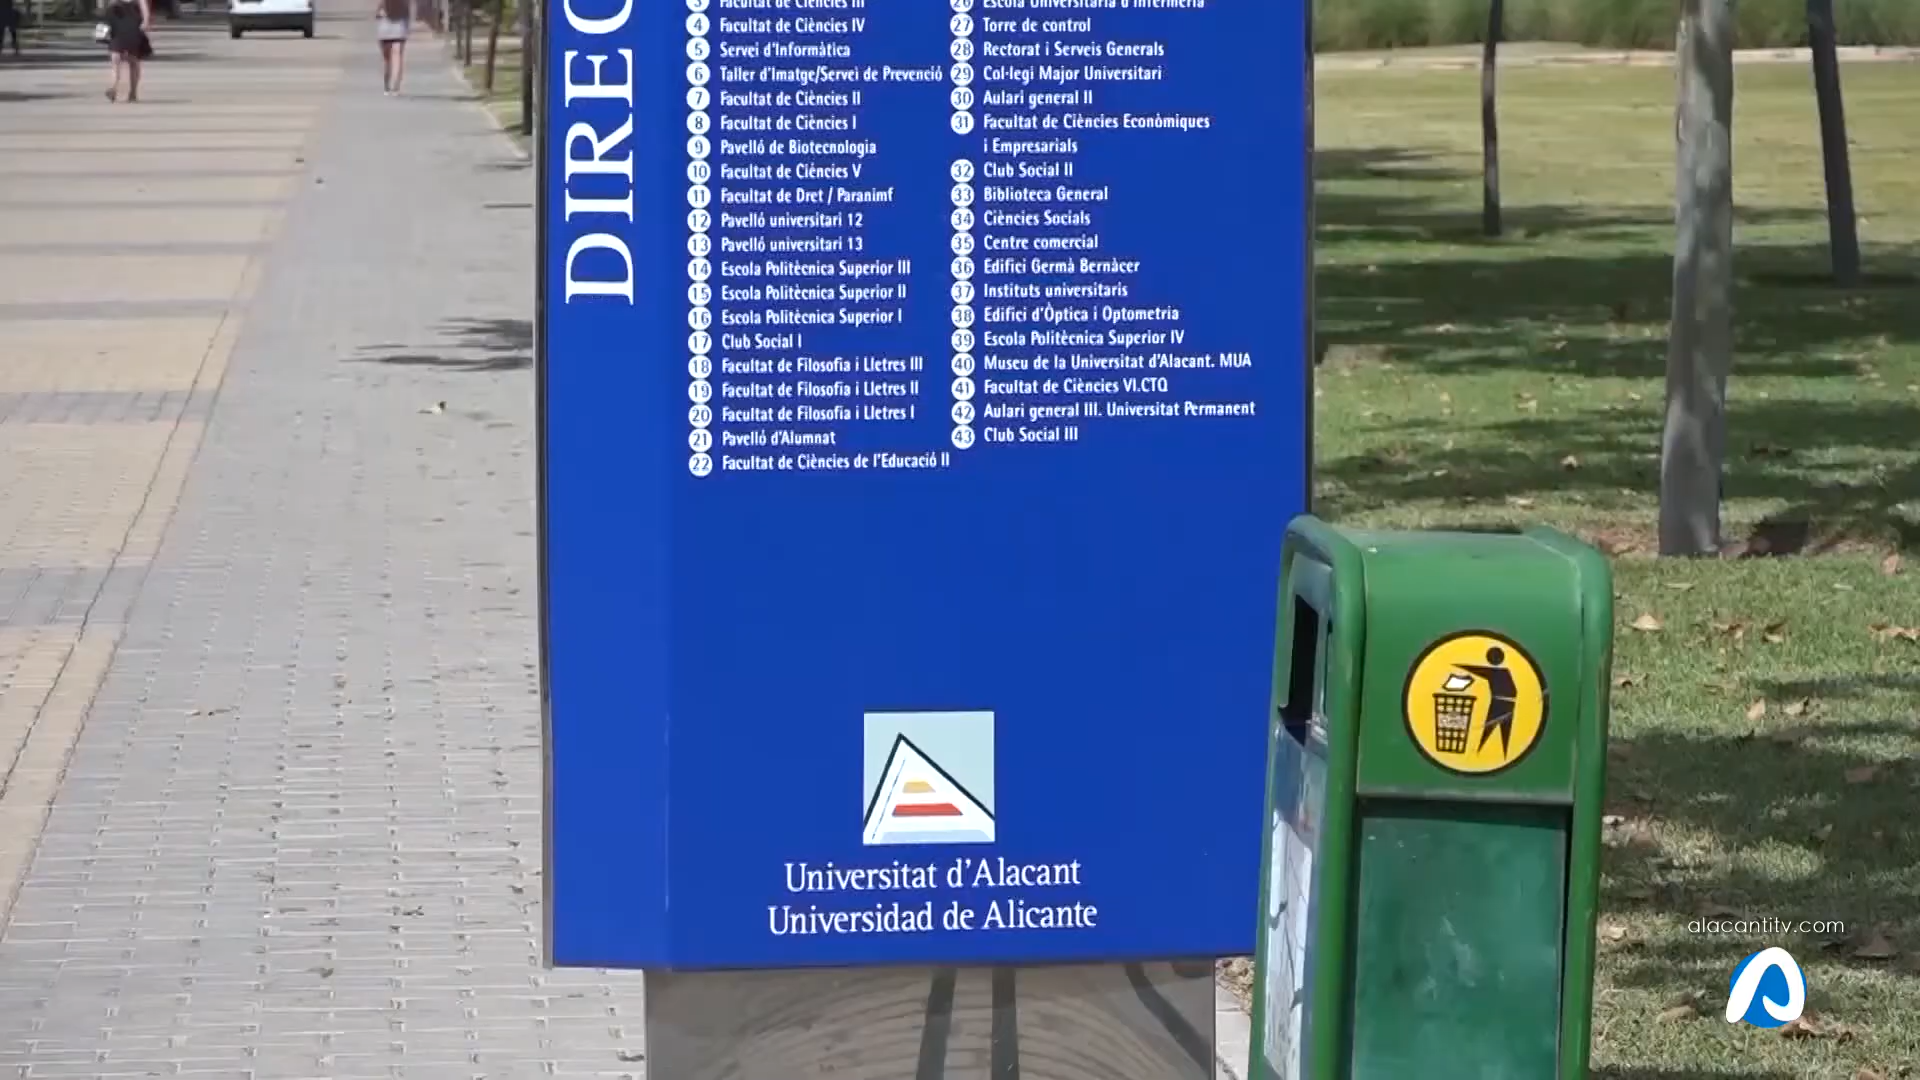 DIREC
3 Facultat de Ciències III
4 Facultat de Ciències IV
5 Servei d'Informàtica
6 Taller d'Imatge/Servei de Prevenció
7 Facultat de Ciències II
8 Facultat de Ciències I
9 Pavelló de Biotecnologia
10 Facultat de Ciències V
11 Facultat de Dret / Paranimf
12 Pavelló universitari 12
13 Pavelló universitari 13
14 Escola Politècnica Superior III
15 Escola Politècnica Superior II
16 Escola Politècnica Superior I
17 Club Social I
18 Facultat de Filosofia i Lletres III
19 Facultat de Filosofia i Lletres II
20 Facultat de Filosofia i Lletres I
21 Pavelló d'Alumnat
22 Facultat de Ciències de l'Educació II
26 Escola Universitària d'Infermeria
27 Torre de control
28 Rectorat i Serveis Generals
29 Col·legi Major Universitari
30 Aulari general II
31 Facultat de Ciències Econòmiques
i Empresarials
32 Club Social II
33 Biblioteca General
34 Ciències Socials
35 Centre comercial
36 Edifici Germà Bernàcer
37 Instituts universitaris
38 Edifici d'Òptica i Optometria
39 Escola Politècnica Superior IV
40 Museu de la Universitat d'Alacant. MUA
41 Facultat de Ciències VI.CTQ
42 Aulari general III. Universitat Permanent
43 Club Social III
Universitat d'Alacant
Universidad de Alicante
alacantitv.com